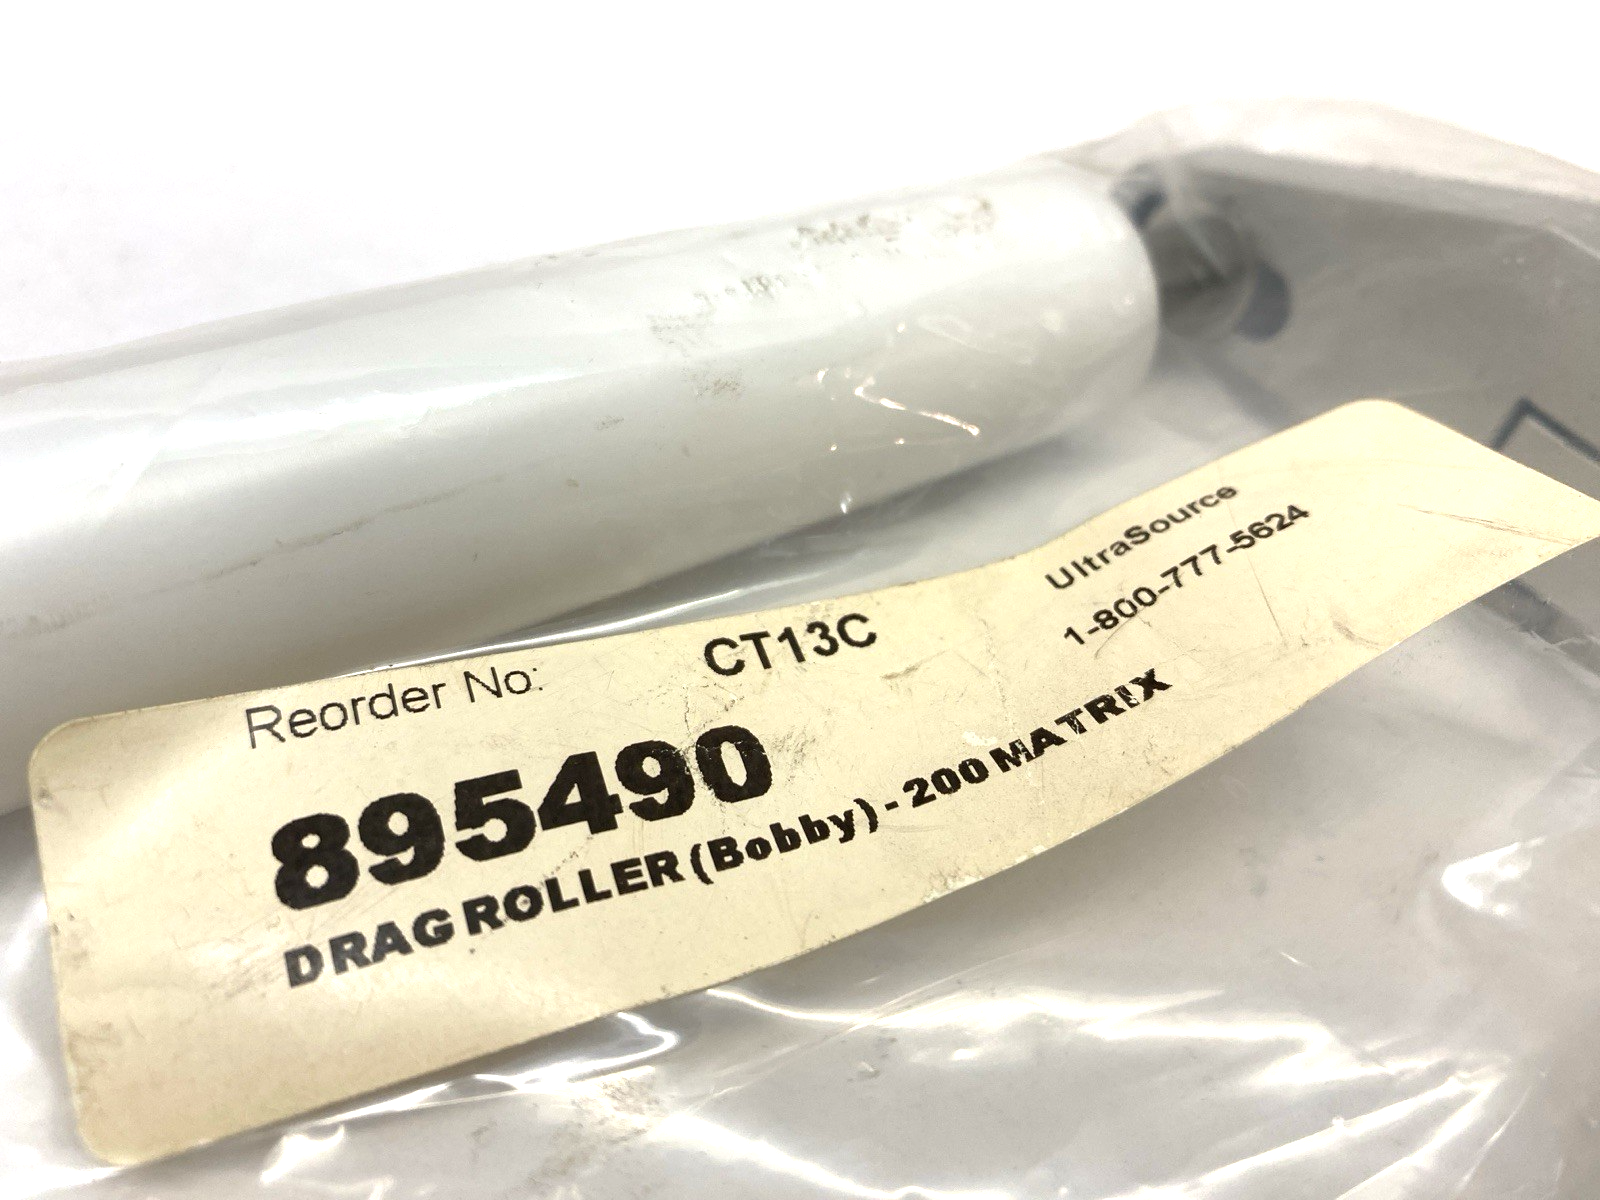 Reorder No: CT13C UltraSource
1-800-777-5624
895490
DRAG ROLLER (Bobby) - 200 MATRIX